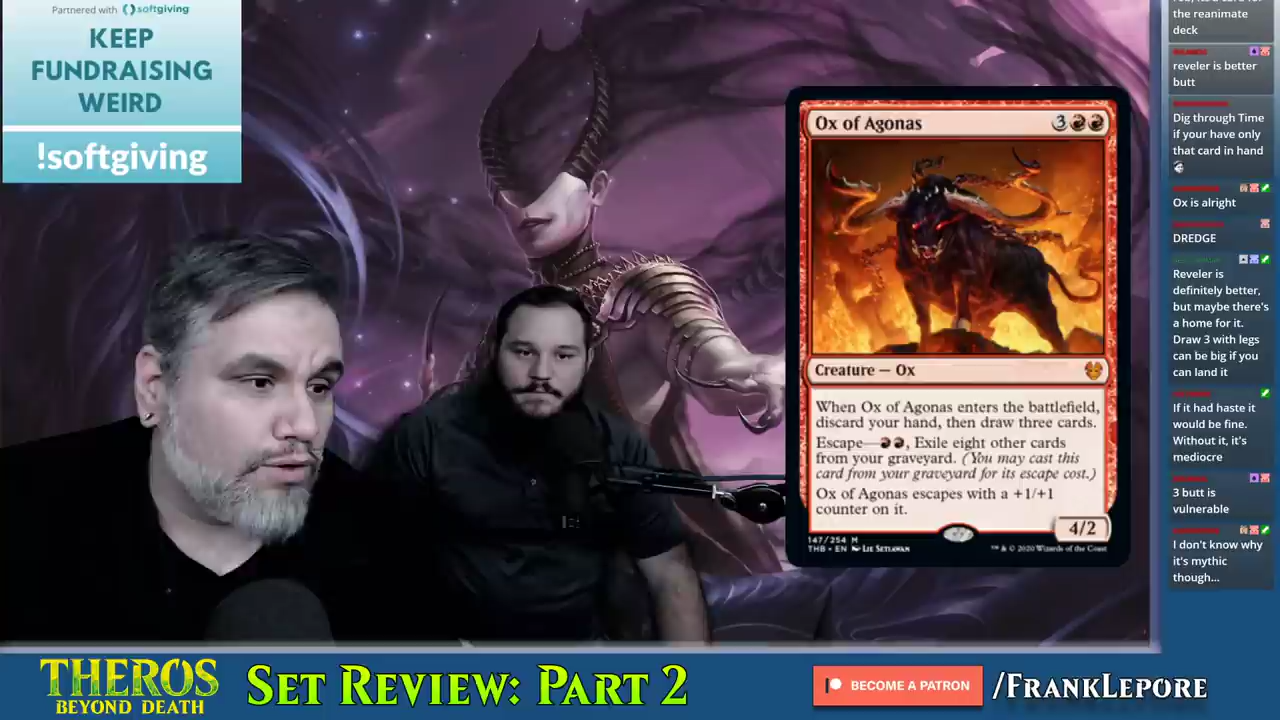 Partned with softgiving
KEEP
FUNDRAISING
WEIRD
!softgiving
Ox of Agonas 3
Creature — Ox
When Ox of Agonas enters the battlefield,
discard your hand, then draw three cards.
Escape—, Exile eight other cards
from your graveyard. (You may cast this
card from your graveyard for its escape cost.)
Ox of Agonas escapes with a +1/+1
counter on it.
4/2
147/254 M
THB • EN Lie Setiawan
™ & © 2020 Wizards of the Coast
the reanimate
deck
reveler is better
butt
Dig through Time
if your have only
that card in hand
Ox is alright
DREDGE
Reveler is
definitely better,
but maybe there's
a home for it.
Draw 3 with legs
can be big if you
can land it
If it had haste it
would be fine.
Without it, it's
mediocre
3 butt is
vulnerable
I don't know why
it's mythic
though...
THEROS
BEYOND DEATH
SET REVIEW: PART 2
BECOME A PATRON
/FRANKLEPORE